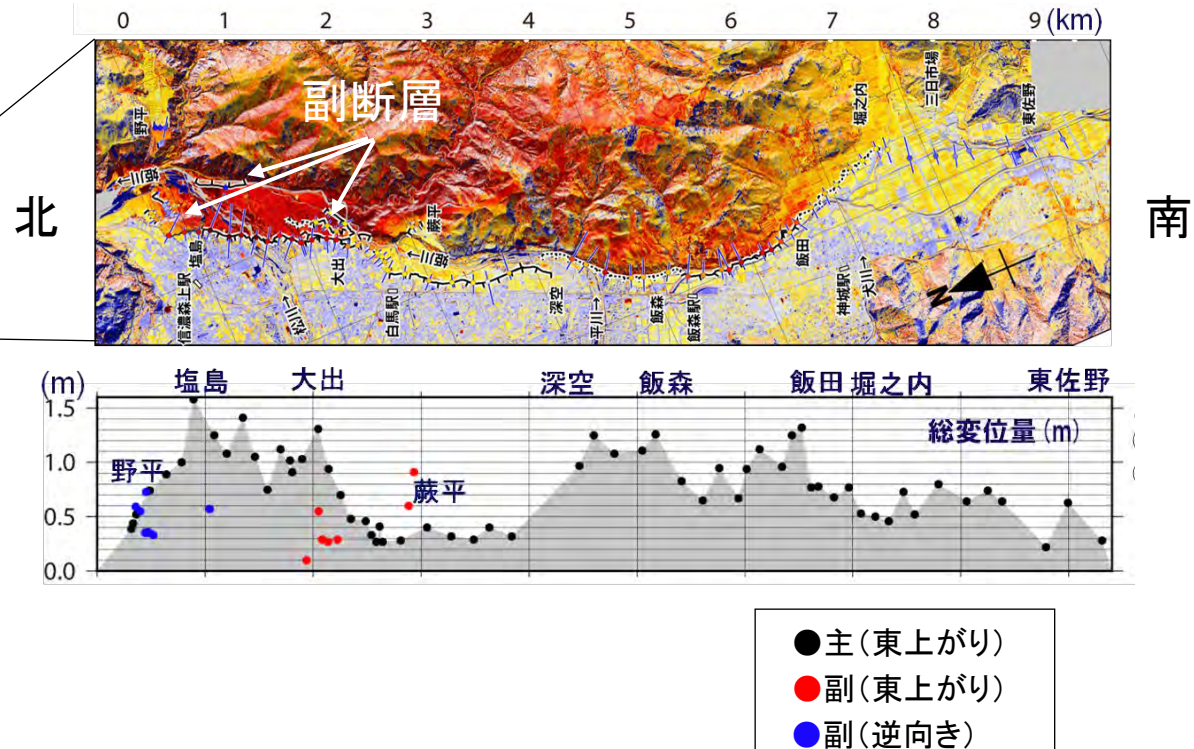 0 1 2 3 4 5 6 7 8 9 (km)
副断層
野平
堀之内
三日市場
東佐野
北
南
蕨平
塩島
信濃森上駅
松川→
大出
白馬駅
深空
平川→
飯森
飯森駅
飯田
神城駅
犬川→
N
(m) 塩島 大出 深空 飯森 飯田 堀之内 東佐野
1.5
総変位量(m)
1.0
野平
蕨平
0.5
0.0
●主(東上がり)
●副(東上がり)
●副(逆向き)